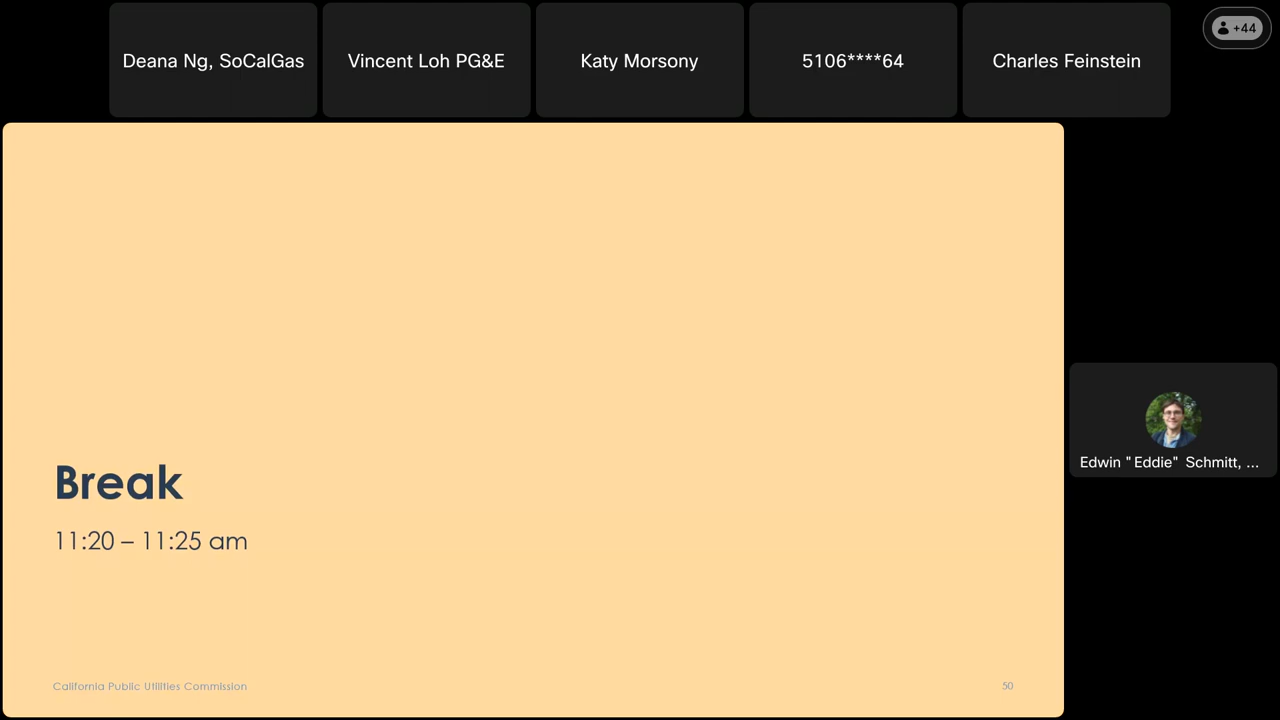 Deana Ng, SoCalGas
Vincent Loh PG&E
Katy Morsony
5106****64
Charles Feinstein
+44
Break
11:20 – 11:25 am
Edwin "Eddie" Schmitt, ...
California Public Utilities Commission
50